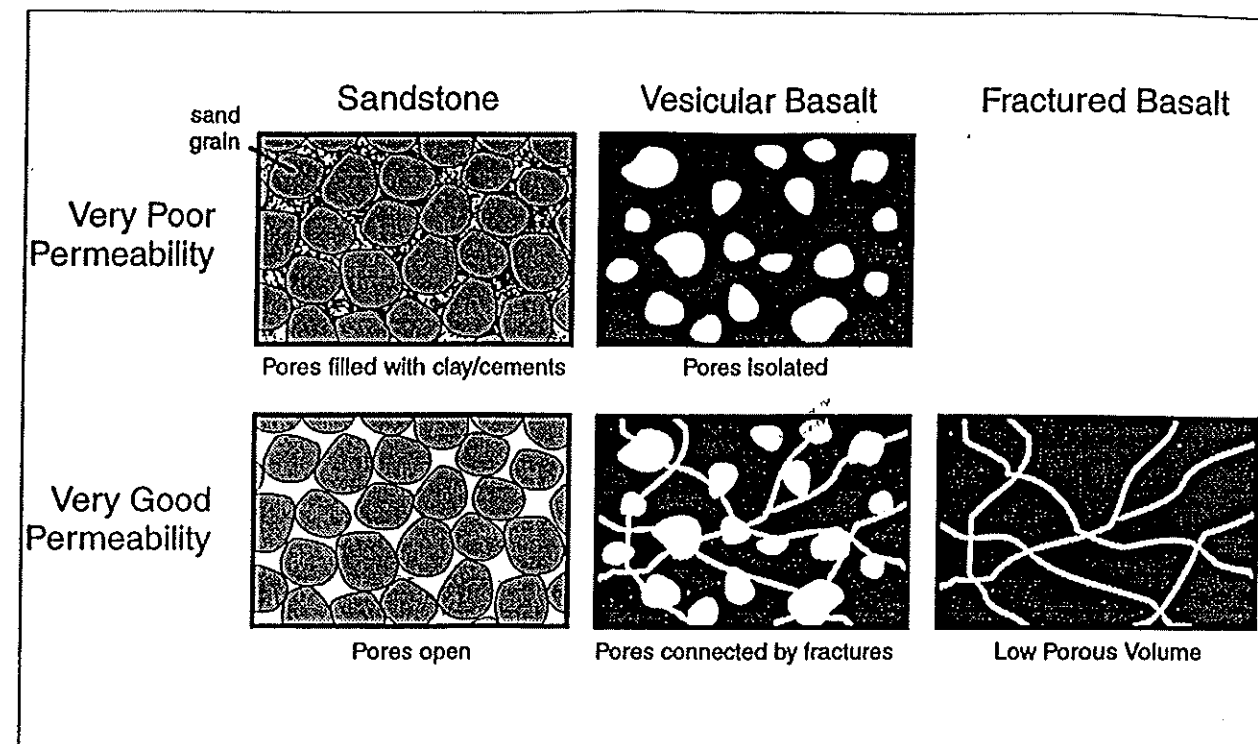 Sandstone
Vesicular Basalt
Fractured Basalt
sand
grain
Very Poor
Permeability
Pores filled with clay/cements
Pores isolated
Very Good
Permeability
Pores open
Pores connected by fractures
Low Porous Volume